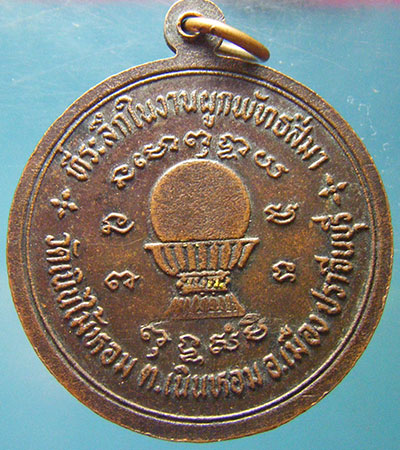 ที่ระลึกในงานผูกพัทธสีมา
วัดเนินไม้หอม ต.เนินหอม อ.เมือง ปราจีนบุรี